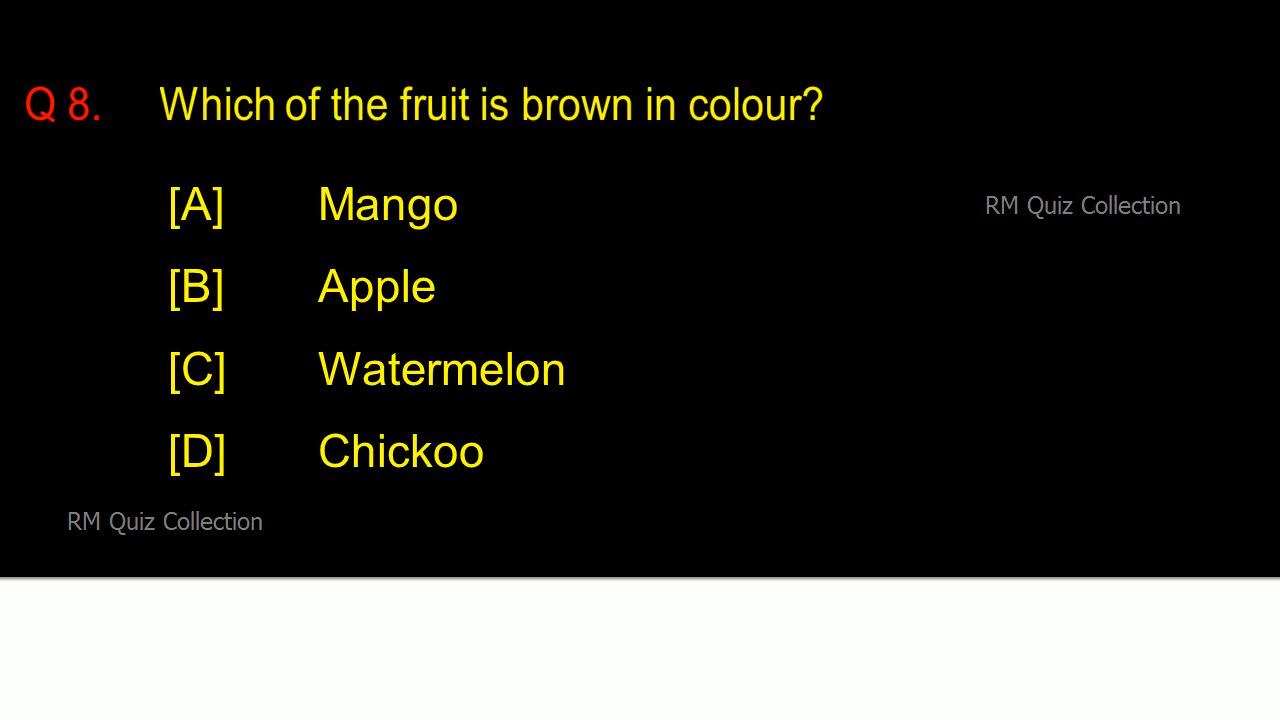 Q 8. Which of the fruit is brown in colour?
[A] Mango
RM Quiz Collection
[B] Apple
[C] Watermelon
[D] Chickoo
RM Quiz Collection